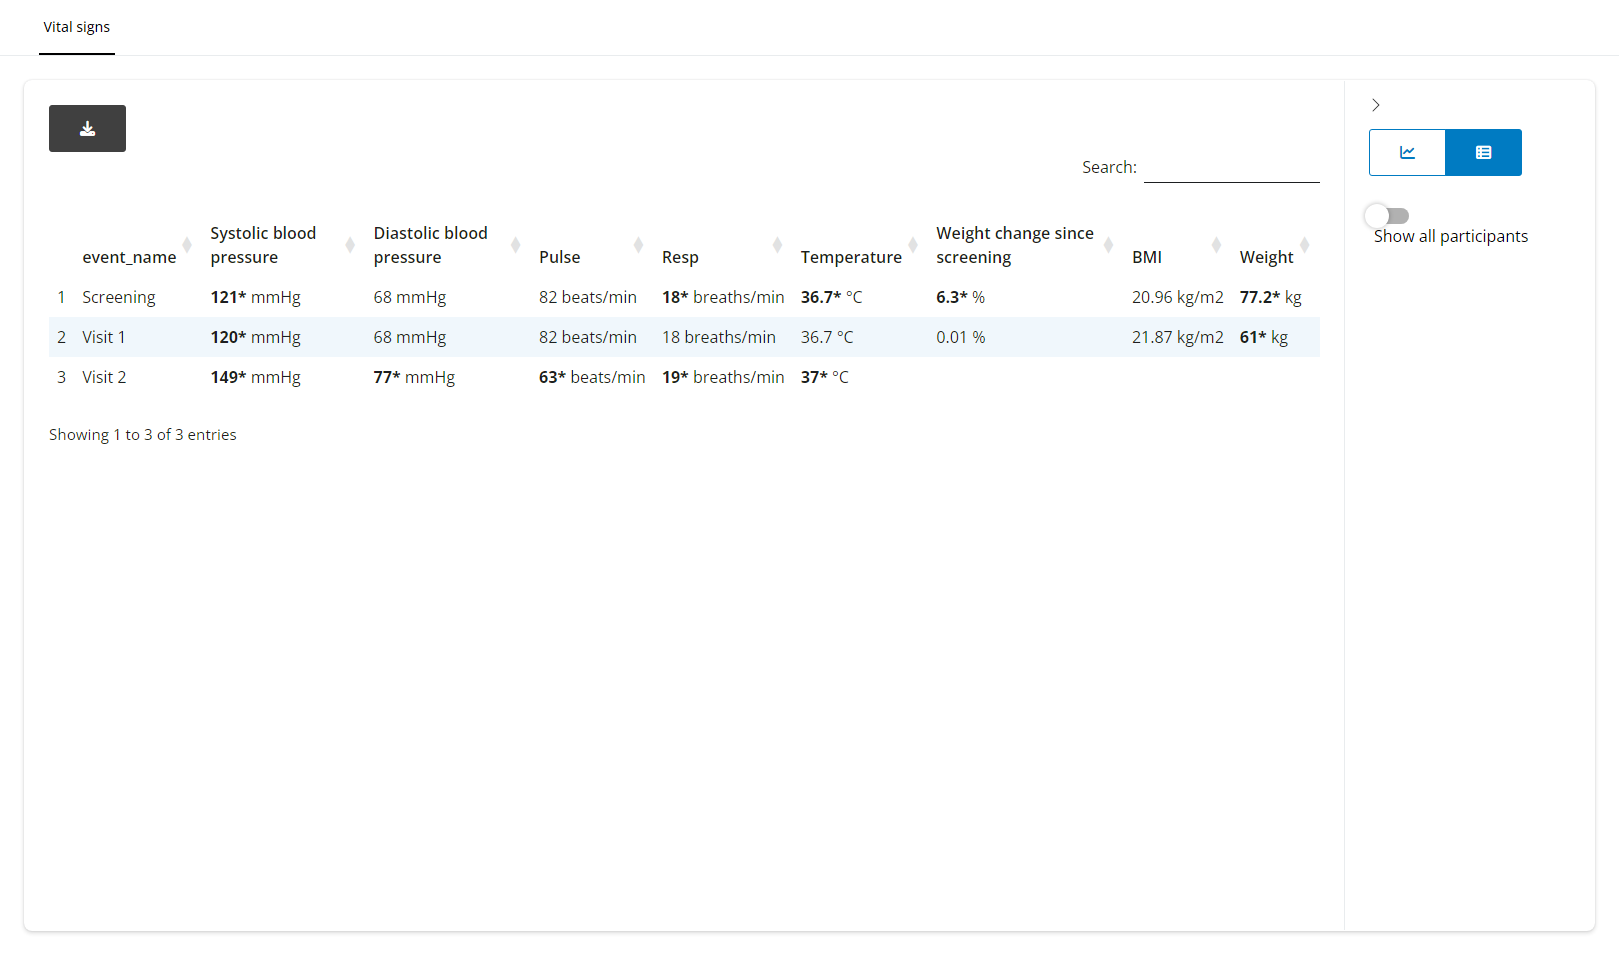 Vital signs
Search:
event_name Systolic blood pressure Diastolic blood pressure Pulse Resp Temperature Weight change since screening BMI Weight
1 Screening 121* mmHg 68 mmHg 82 beats/min 18* breaths/min 36.7* °C 6.3* % 20.96 kg/m2 77.2* kg
2 Visit 1 120* mmHg 68 mmHg 82 beats/min 18 breaths/min 36.7 °C 0.01 % 21.87 kg/m2 61* kg
3 Visit 2 149* mmHg 77* mmHg 63* beats/min 19* breaths/min 37* °C
Showing 1 to 3 of 3 entries
Show all participants